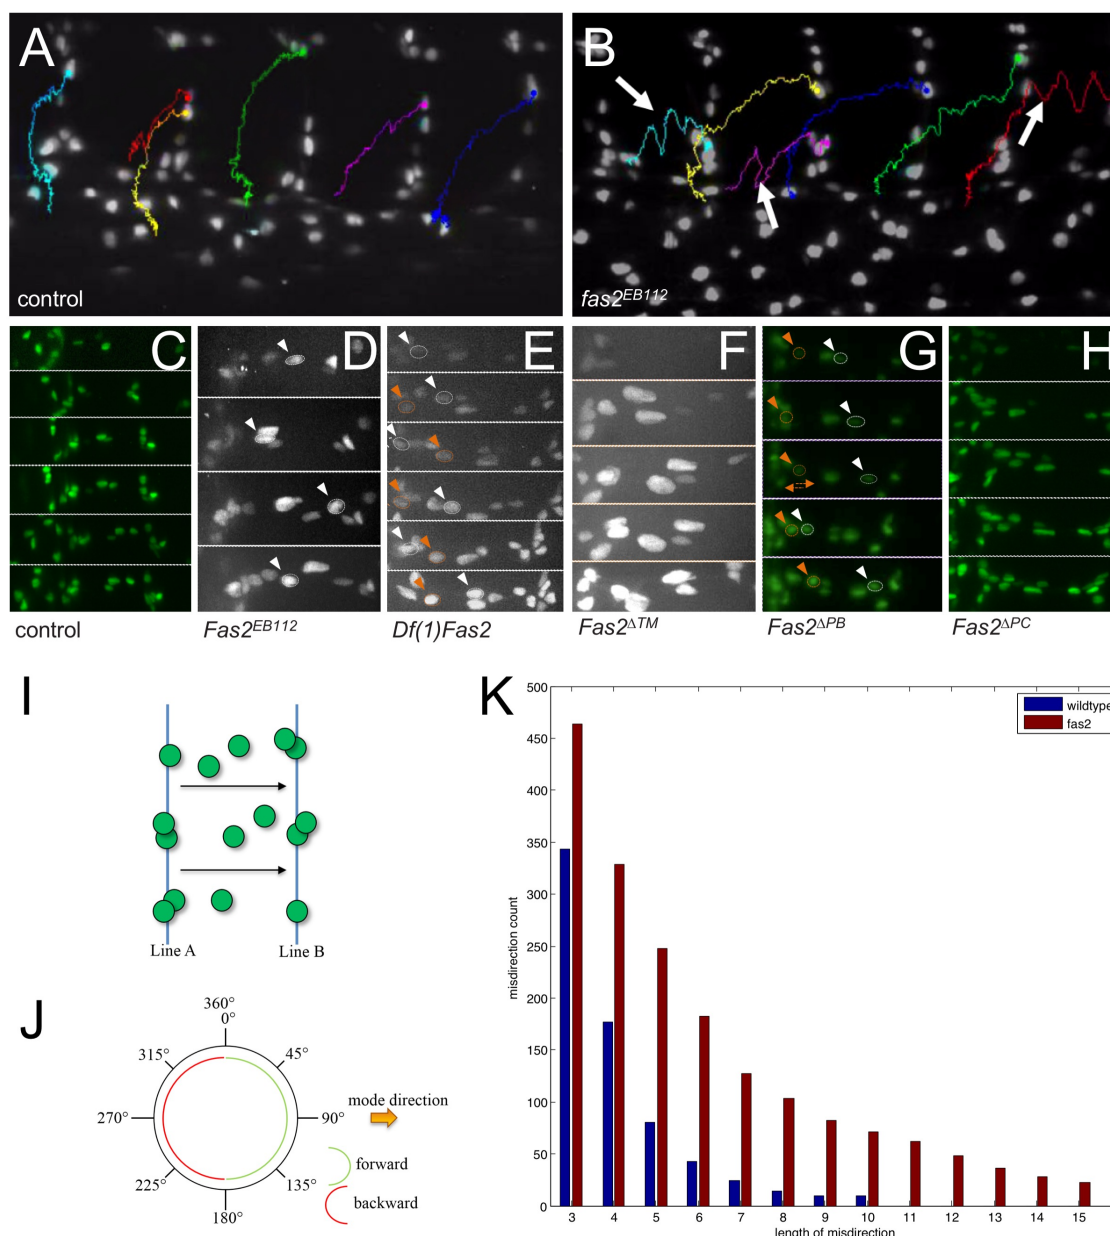 A
control
B
fas2EB112
C
control
D
Fas2EB112
E
Df(1)Fas2
F
Fas2ΔTM
G
Fas2ΔPB
H
Fas2ΔPC
I
Line A
Line B
J
360°
0°
45°
90°
135°
180°
225°
270°
315°
mode direction
forward
backward
K
500
450
400
350
300
250
200
150
100
50
0
misdirection count
wildtype
fas2
3 4 5 6 7 8 9 10 11 12 13 14 15
length of misdirection